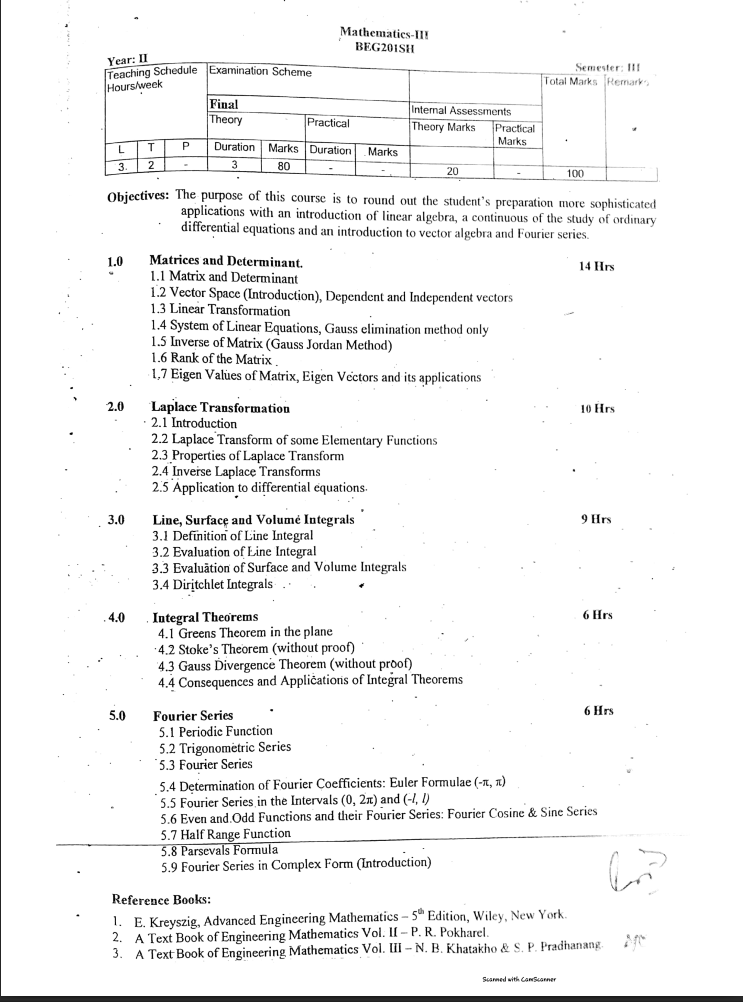 Mathematics-III
BEG201SH
Year: II
Semester: III
Teaching Schedule Hours/week
Examination Scheme
Total Marks
Remarks
Final
Internal Assessments
Theory
Practical
Theory Marks
Practical Marks
L
T
P
Duration
Marks
Duration
Marks
3.
2
-
3
80
-
-
20
-
100
Objectives: The purpose of this course is to round out the student's preparation more sophisticated
applications with an introduction of linear algebra, a continuous of the study of ordinary
differential equations and an introduction to vector algebra and Fourier series.
1.0 Matrices and Determinant. 14 Hrs
1.1 Matrix and Determinant
1.2 Vector Space (Introduction), Dependent and Independent vectors
1.3 Linear Transformation
1.4 System of Linear Equations, Gauss elimination method only
1.5 Inverse of Matrix (Gauss Jordan Method)
1.6 Rank of the Matrix
1.7 Eigen Values of Matrix, Eigen Vectors and its applications
2.0 Laplace Transformation 10 Hrs
2.1 Introduction
2.2 Laplace Transform of some Elementary Functions
2.3 Properties of Laplace Transform
2.4 Inverse Laplace Transforms
2.5 Application to differential equations.
3.0 Line, Surface and Volume Integrals 9 Hrs
3.1 Definition of Line Integral
3.2 Evaluation of Line Integral
3.3 Evaluation of Surface and Volume Integrals
3.4 Diritchlet Integrals
4.0 Integral Theorems 6 Hrs
4.1 Greens Theorem in the plane
4.2 Stoke's Theorem (without proof)
4.3 Gauss Divergence Theorem (without proof)
4.4 Consequences and Applications of Integral Theorems
5.0 Fourier Series 6 Hrs
5.1 Periodic Function
5.2 Trigonometric Series
5.3 Fourier Series
5.4 Determination of Fourier Coefficients: Euler Formulae (-π, π)
5.5 Fourier Series in the Intervals (0, 2π) and (-l, l)
5.6 Even and Odd Functions and their Fourier Series: Fourier Cosine & Sine Series
5.7 Half Range Function
5.8 Parsevals Formula
5.9 Fourier Series in Complex Form (Introduction)
Reference Books:
1. E. Kreyszig, Advanced Engineering Mathematics – 5th Edition, Wiley, New York.
2. A Text Book of Engineering Mathematics Vol. II – P. R. Pokharel.
3. A Text Book of Engineering Mathematics Vol. III – N. B. Khatakho & S. P. Pradhanang.
Scanned with CamScanner